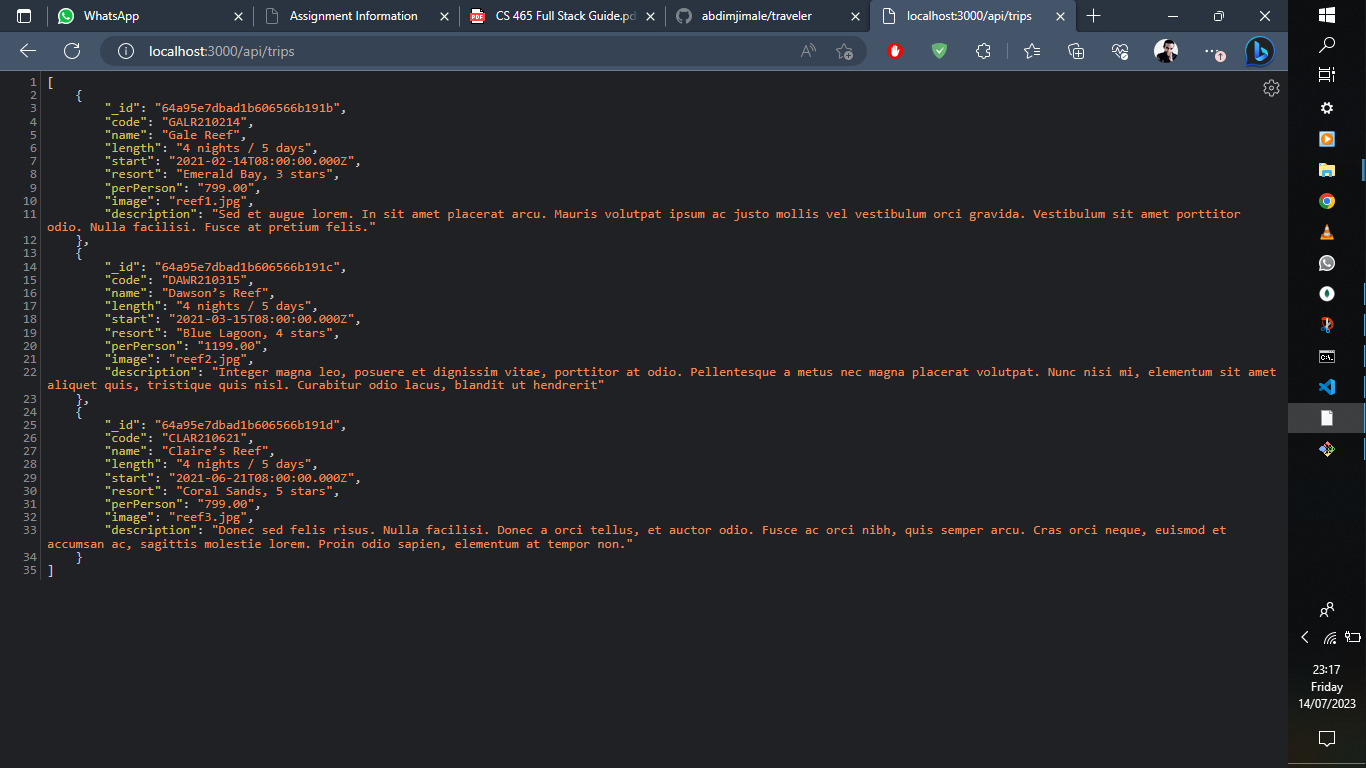 WhatsApp
Assignment Information
CS 465 Full Stack Guide.pd
abdimjimale/traveler
localhost:3000/api/trips
localhost:3000/api/trips
1 [
2 {
3 "_id": "64a95e7dbad1b606566b191b",
4 "code": "GALR210214",
5 "name": "Gale Reef",
6 "length": "4 nights / 5 days",
7 "start": "2021-02-14T08:00:00.000Z",
8 "resort": "Emerald Bay, 3 stars",
9 "perPerson": "799.00",
10 "image": "reef1.jpg",
11 "description": "Sed et augue lorem. In sit amet placerat arcu. Mauris volutpat ipsum ac justo mollis vel vestibulum orci gravida. Vestibulum sit amet porttitor
odio. Nulla facilisi. Fusce at pretium felis."
12 },
13 {
14 "_id": "64a95e7dbad1b606566b191c",
15 "code": "DAWR210315",
16 "name": "Dawson’s Reef",
17 "length": "4 nights / 5 days",
18 "start": "2021-03-15T08:00:00.000Z",
19 "resort": "Blue Lagoon, 4 stars",
20 "perPerson": "1199.00",
21 "image": "reef2.jpg",
22 "description": "Integer magna leo, posuere et dignissim vitae, porttitor at odio. Pellentesque a metus nec magna placerat volutpat. Nunc nisi mi, elementum sit amet
aliquet quis, tristique quis nisl. Curabitur odio lacus, blandit ut hendrerit"
23 },
24 {
25 "_id": "64a95e7dbad1b606566b191d",
26 "code": "CLAR210621",
27 "name": "Claire’s Reef",
28 "length": "4 nights / 5 days",
29 "start": "2021-06-21T08:00:00.000Z",
30 "resort": "Coral Sands, 5 stars",
31 "perPerson": "799.00",
32 "image": "reef3.jpg",
33 "description": "Donec sed felis risus. Nulla facilisi. Donec a orci tellus, et auctor odio. Fusce ac orci nibh, quis semper arcu. Cras orci neque, euismod et
accumsan ac, sagittis molestie lorem. Proin odio sapien, elementum at tempor non."
34 }
35 ]
23:17
Friday
14/07/2023